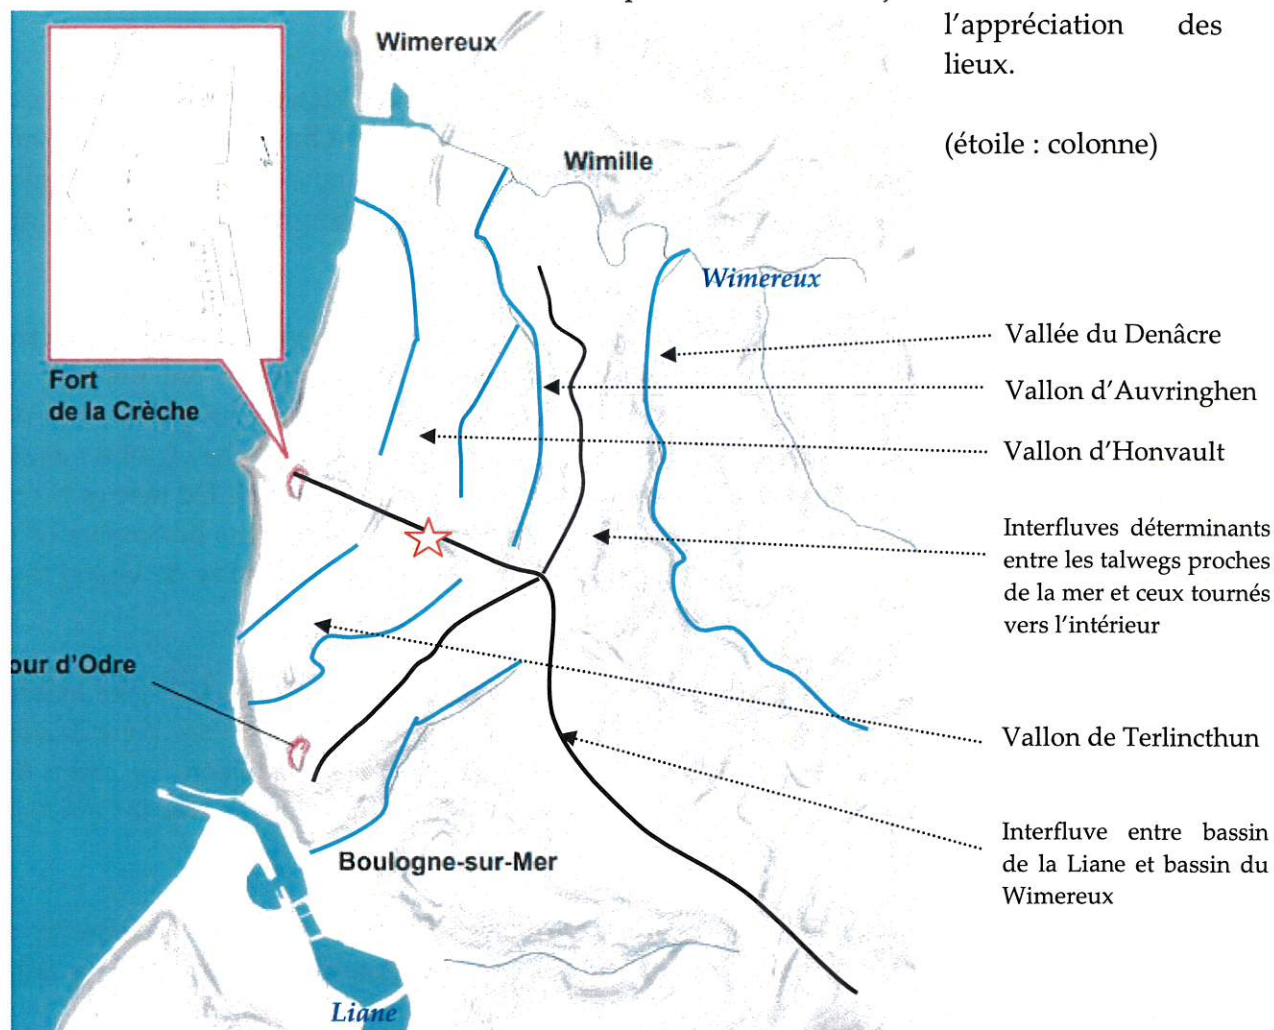 l'appréciation des
lieux.
(étoile : colonne)
Wimereux
Wimille
Wimereux
Fort
de la Crèche
our d'Odre
Boulogne-sur-Mer
Liane
Vallée du Denâcre
Vallon d'Auvringhen
Vallon d'Honvault
Interfluves déterminants
entre les talwegs proches
de la mer et ceux tournés
vers l'intérieur
Vallon de Terlincthun
Interfluve entre bassin
de la Liane et bassin du
Wimereux